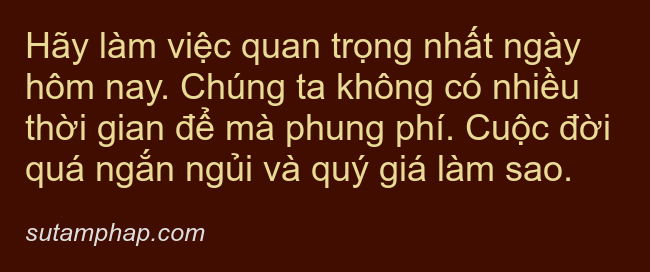 Hãy làm việc quan trọng nhất ngày
hôm nay. Chúng ta không có nhiều
thời gian để mà phung phí. Cuộc đời
quá ngắn ngủi và quý giá làm sao.
sutamphap.com